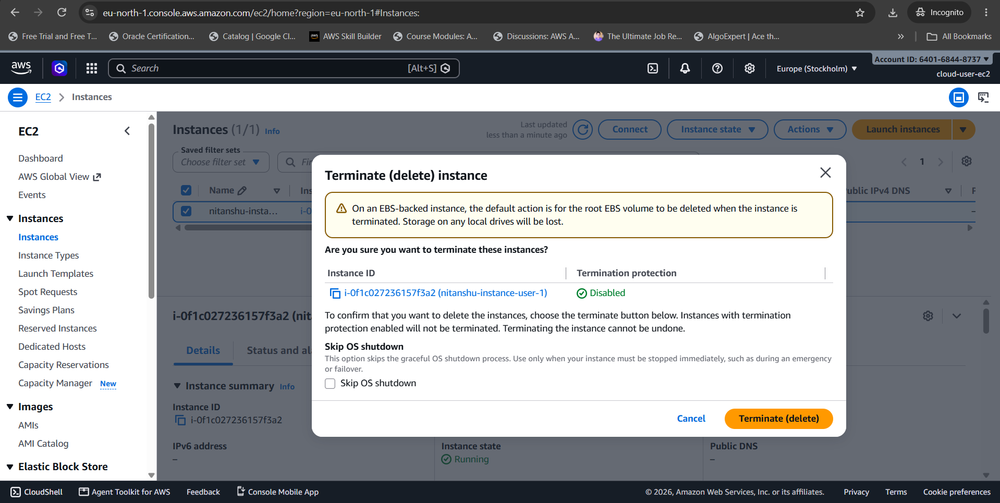 eu-north-1.console.aws.amazon.com/ec2/home?region=eu-north-1#Instances:
Incognito
Free Trial and Free T...
Oracle Certification...
Catalog | Google Cl...
AWS Skill Builder
Course Modules: A...
Discussions: AWS A...
The Ultimate Job Re...
AlgoExpert | Ace th...
All Bookmarks
aws
Search
[Alt+S]
Europe (Stockholm)
Account ID: 6401-6844-8737
cloud-user-ec2
EC2
Instances
EC2
Dashboard
AWS Global View
Events
Instances
Instances
Instance Types
Launch Templates
Spot Requests
Savings Plans
Reserved Instances
Dedicated Hosts
Capacity Reservations
Capacity Manager New
Images
AMIs
AMI Catalog
Elastic Block Store
Instances (1/1) Info
Last updated
less than a minute ago
Connect
Instance state
Actions
Launch instances
Saved filter sets
Choose filter set
1
Name
Public IPv4 DNS
nitanshu-insta...
i-0
–
Terminate (delete) instance
On an EBS-backed instance, the default action is for the root EBS volume to be deleted when the instance is
terminated. Storage on any local drives will be lost.
Are you sure you want to terminate these instances?
Instance ID
Termination protection
i-0f1c027236157f3a2 (nitanshu-instance-user-1)
Disabled
To confirm that you want to delete the instances, choose the terminate button below. Instances with termination
protection enabled will not be terminated. Terminating the instance cannot be undone.
Skip OS shutdown
This option skips the graceful OS shutdown process. Use only when your instance must be stopped immediately, such as during an emergency
or failover.
Skip OS shutdown
Cancel
Terminate (delete)
i-0f1c027236157f3a2 (nit
Details
Status and al
Instance summary Info
Instance ID
i-0f1c027236157f3a2
IPv6 address
–
Instance state
Running
Public DNS
–
CloudShell
Agent Toolkit for AWS
Feedback
Console Mobile App
© 2026, Amazon Web Services, Inc. or its affiliates.
Privacy
Terms
Cookie preferences